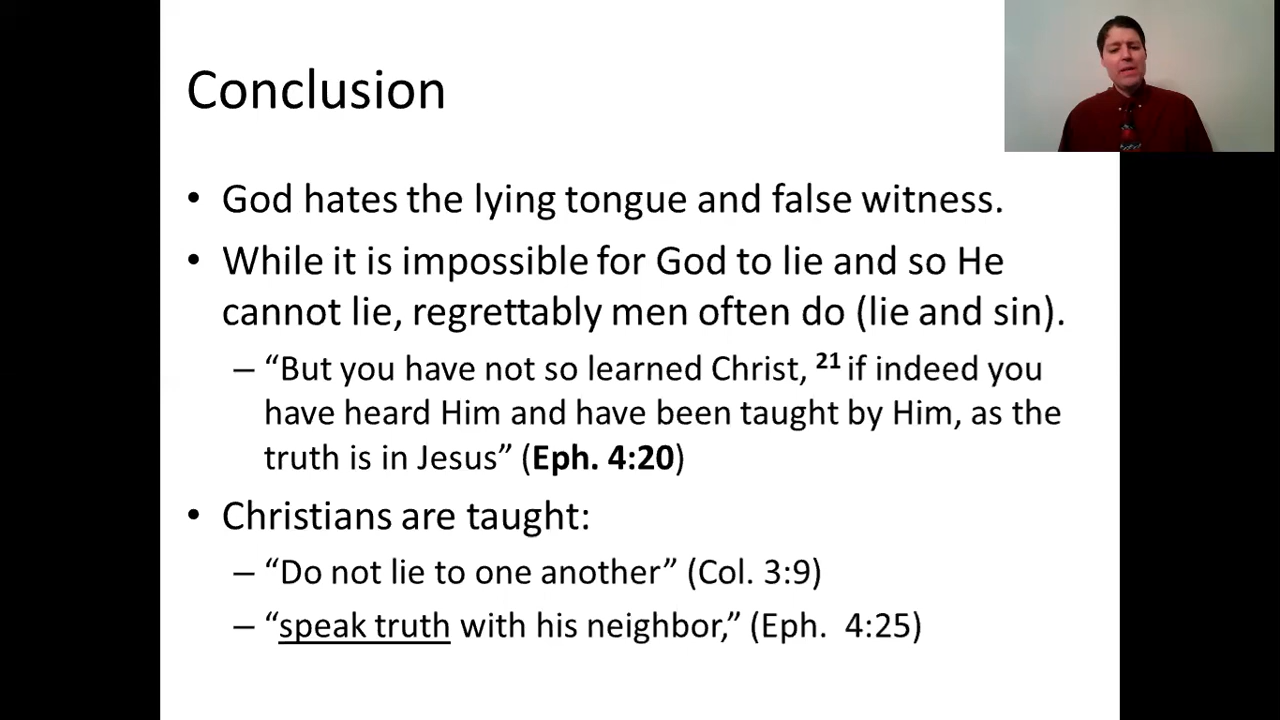 Conclusion
• God hates the lying tongue and false witness.
• While it is impossible for God to lie and so He
cannot lie, regrettably men often do (lie and sin).
– “But you have not so learned Christ, 21 if indeed you
have heard Him and have been taught by Him, as the
truth is in Jesus” (Eph. 4:20)
• Christians are taught:
– “Do not lie to one another” (Col. 3:9)
– “speak truth with his neighbor,” (Eph.  4:25)